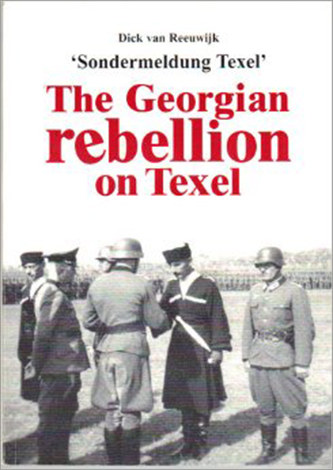 Dick van Reeuwijk
'Sondermeldung Texel'
The Georgian
rebellion
on Texel